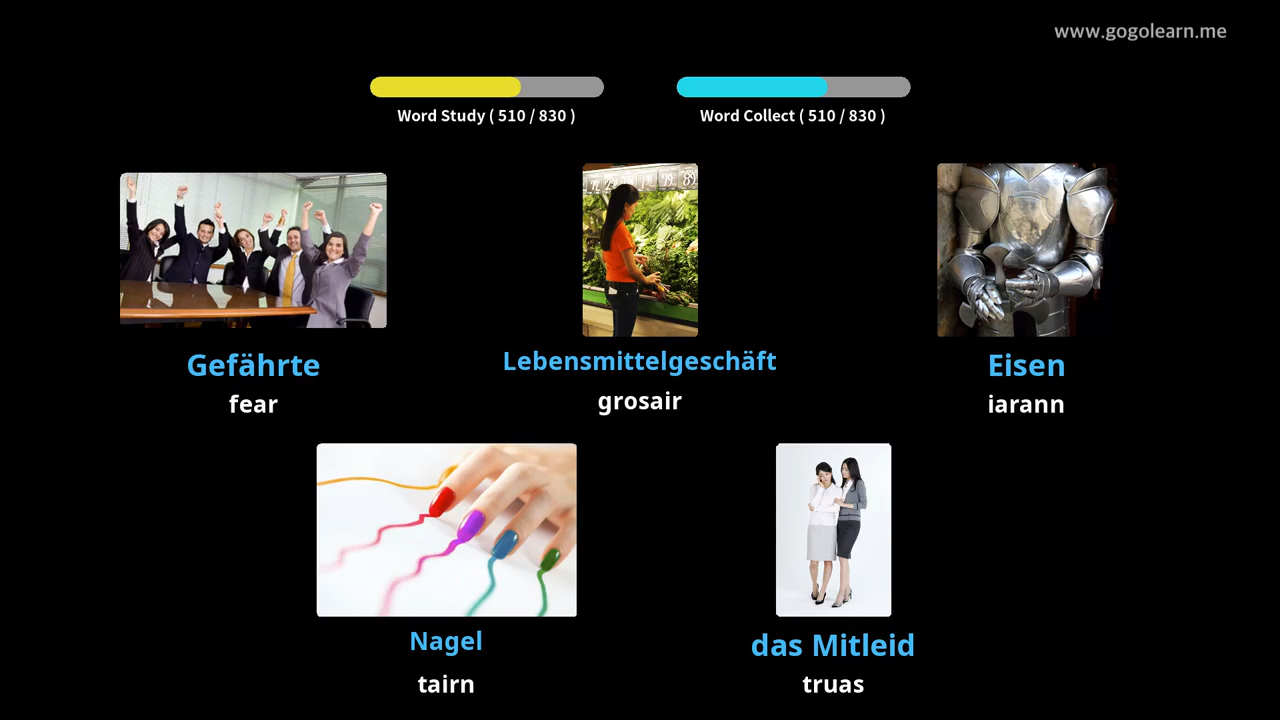 www.gogolearn.me
Word Study ( 510 / 830 )
Word Collect ( 510 / 830 )
Gefährte
fear
Lebensmittelgeschäft
grosair
Eisen
iarann
Nagel
tairn
das Mitleid
truas